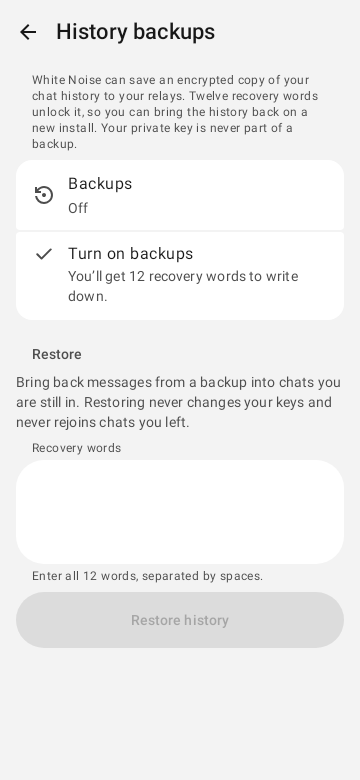 History backups
White Noise can save an encrypted copy of your
chat history to your relays. Twelve recovery words
unlock it, so you can bring the history back on a
new install. Your private key is never part of a
backup.
Backups
Off
Turn on backups
You’ll get 12 recovery words to write
down.
Restore
Bring back messages from a backup into chats you
are still in. Restoring never changes your keys and
never rejoins chats you left.
Recovery words
Enter all 12 words, separated by spaces.
Restore history